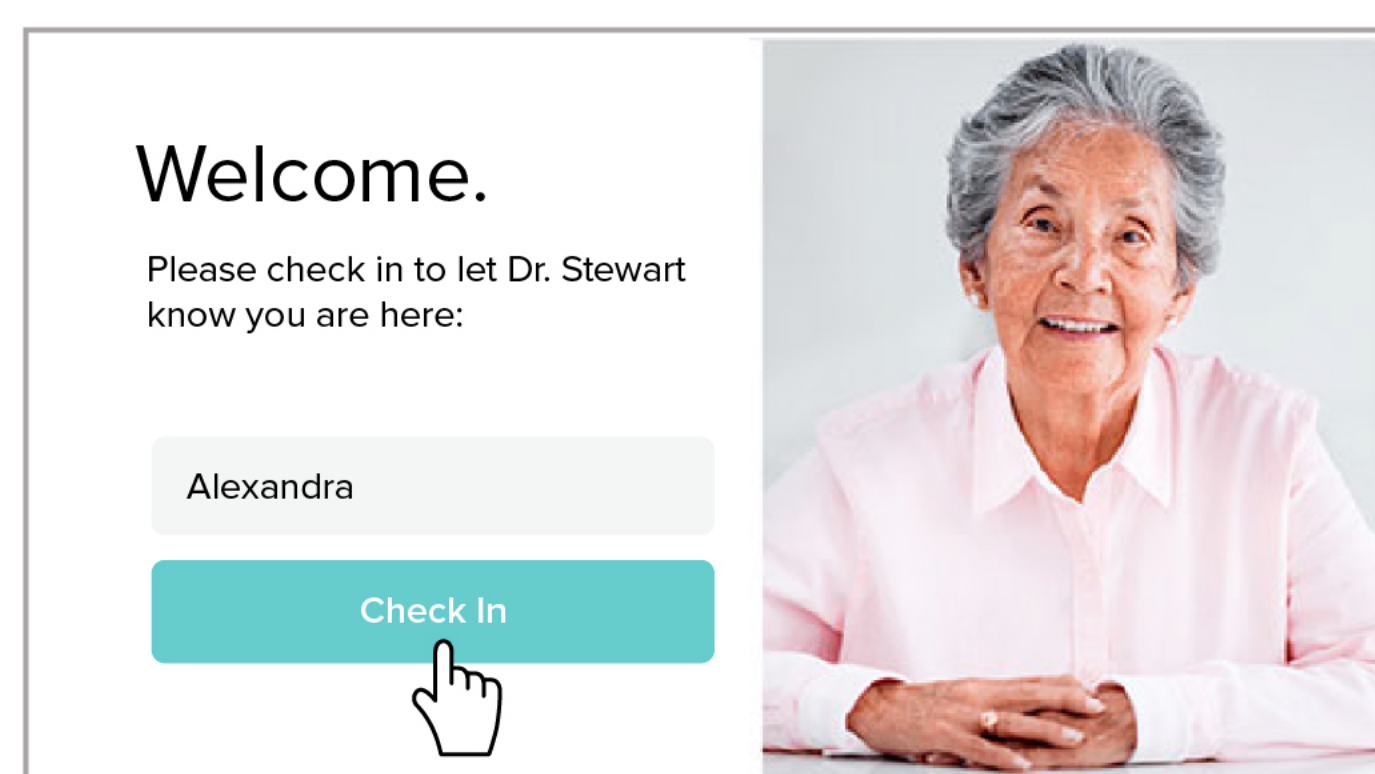 Welcome.
Please check in to let Dr. Stewart
know you are here:
Alexandra
Check In